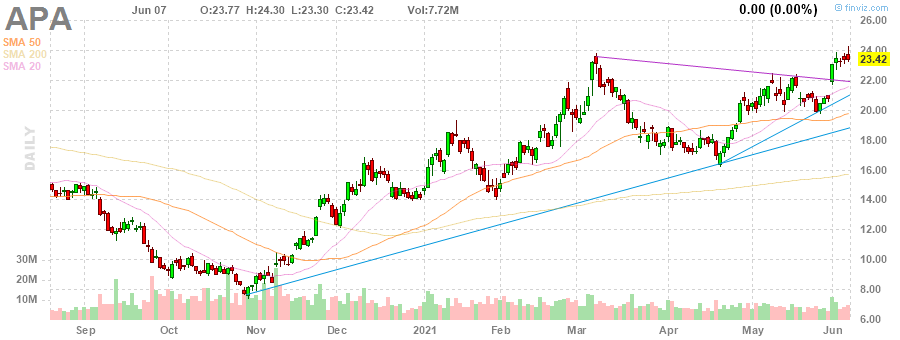 APA Jun 07 O:23.77 H:24.30 L:23.30 C:23.42 Vol:7.72M 0.00 (0.00%) © finviz.com
SMA 50
SMA 200
SMA 20
DAILY
26.00
24.00
23.42
22.00
20.00
18.00
16.00
14.00
12.00
10.00
8.00
6.00
30M
20M
10M
Sep Oct Nov Dec 2021 Feb Mar Apr May Jun